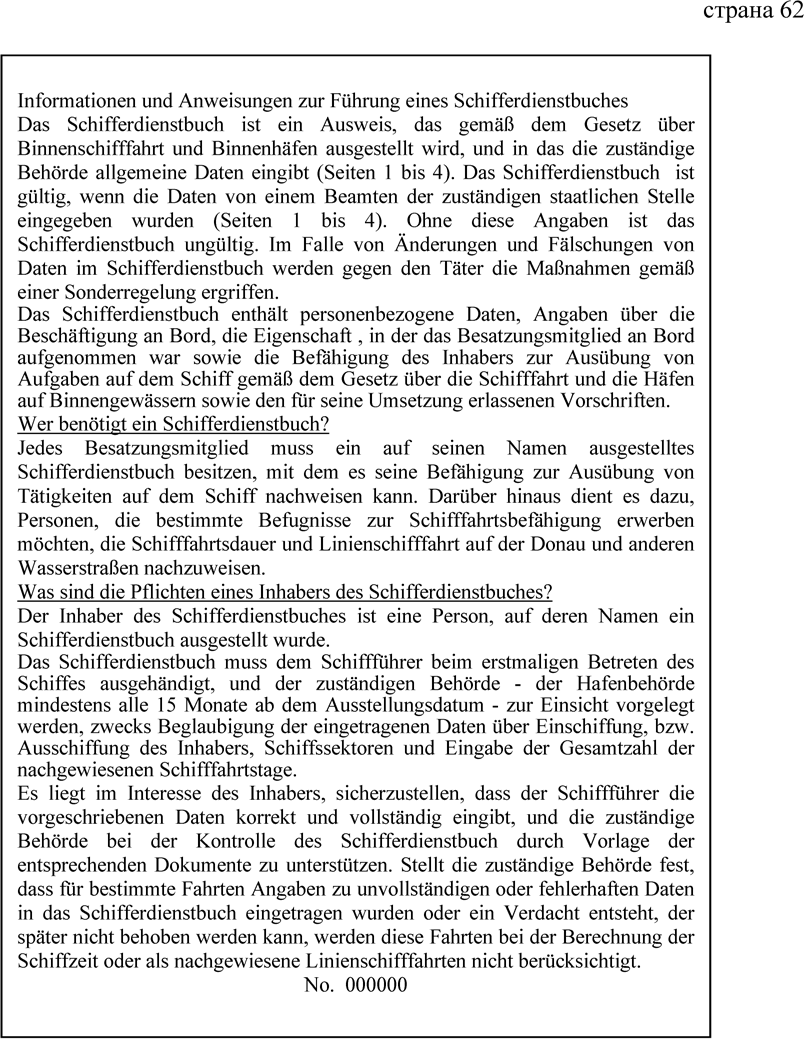 страна 62
Informationen und Anweisungen zur Führung eines Schifferdienstbuches
Das Schifferdienstbuch ist ein Ausweis, das gemäß dem Gesetz über
Binnenschifffahrt und Binnenhäfen ausgestellt wird, und in das die zuständige
Behörde allgemeine Daten eingibt (Seiten 1 bis 4). Das Schifferdienstbuch ist
gültig, wenn die Daten von einem Beamten der zuständigen staatlichen Stelle
eingegeben wurden (Seiten 1 bis 4). Ohne diese Angaben ist das
Schifferdienstbuch ungültig. Im Falle von Änderungen und Fälschungen von
Daten im Schifferdienstbuch werden gegen den Täter die Maßnahmen gemäß
einer Sonderregelung ergriffen.
Das Schifferdienstbuch enthält personenbezogene Daten, Angaben über die
Beschäftigung an Bord, die Eigenschaft , in der das Besatzungsmitglied an Bord
aufgenommen war sowie die Befähigung des Inhabers zur Ausübung von
Aufgaben auf dem Schiff gemäß dem Gesetz über die Schifffahrt und die Häfen
auf Binnengewässern sowie den für seine Umsetzung erlassenen Vorschriften.
Wer benötigt ein Schifferdienstbuch?
Jedes Besatzungsmitglied muss ein auf seinen Namen ausgestelltes
Schifferdienstbuch besitzen, mit dem es seine Befähigung zur Ausübung von
Tätigkeiten auf dem Schiff nachweisen kann. Darüber hinaus dient es dazu,
Personen, die bestimmte Befugnisse zur Schifffahrtsbefähigung erwerben
möchten, die Schifffahrtsdauer und Linienschifffahrt auf der Donau und anderen
Wasserstraßen nachzuweisen.
Was sind die Pflichten eines Inhabers des Schifferdienstbuches?
Der Inhaber des Schifferdienstbuches ist eine Person, auf deren Namen ein
Schifferdienstbuch ausgestellt wurde.
Das Schifferdienstbuch muss dem Schiffführer beim erstmaligen Betreten des
Schiffes ausgehändigt, und der zuständigen Behörde - der Hafenbehörde
mindestens alle 15 Monate ab dem Ausstellungsdatum - zur Einsicht vorgelegt
werden, zwecks Beglaubigung der eingetragenen Daten über Einschiffung, bzw.
Ausschiffung des Inhabers, Schiffssektoren und Eingabe der Gesamtzahl der
nachgewiesenen Schifffahrtstage.
Es liegt im Interesse des Inhabers, sicherzustellen, dass der Schiffführer die
vorgeschriebenen Daten korrekt und vollständig eingibt, und die zuständige
Behörde bei der Kontrolle des Schifferdienstbuch durch Vorlage der
entsprechenden Dokumente zu unterstützen. Stellt die zuständige Behörde fest,
dass für bestimmte Fahrten Angaben zu unvollständigen oder fehlerhaften Daten
in das Schifferdienstbuch eingetragen wurden oder ein Verdacht entsteht, der
später nicht behoben werden kann, werden diese Fahrten bei der Berechnung der
Schiffzeit oder als nachgewiesene Linienschifffahrten nicht berücksichtigt.
No. 000000